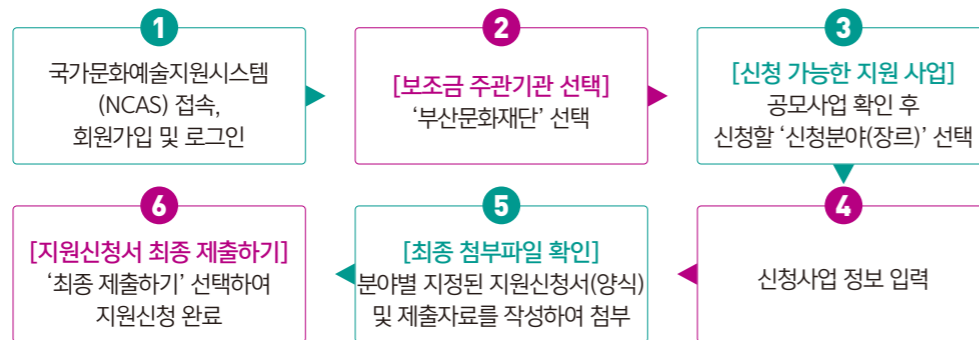 1
국가문화예술지원시스템
(NCAS) 접속,
회원가입 및 로그인
2
[보조금 주관기관 선택]
‘부산문화재단’ 선택
3
[신청 가능한 지원 사업]
공모사업 확인 후
신청할 ‘신청분야(장르)’ 선택
4
신청사업 정보 입력
5
[최종 첨부파일 확인]
분야별 지정된 지원신청서(양식)
및 제출자료를 작성하여 첨부
6
[지원신청서 최종 제출하기]
‘최종 제출하기’ 선택하여
지원신청 완료